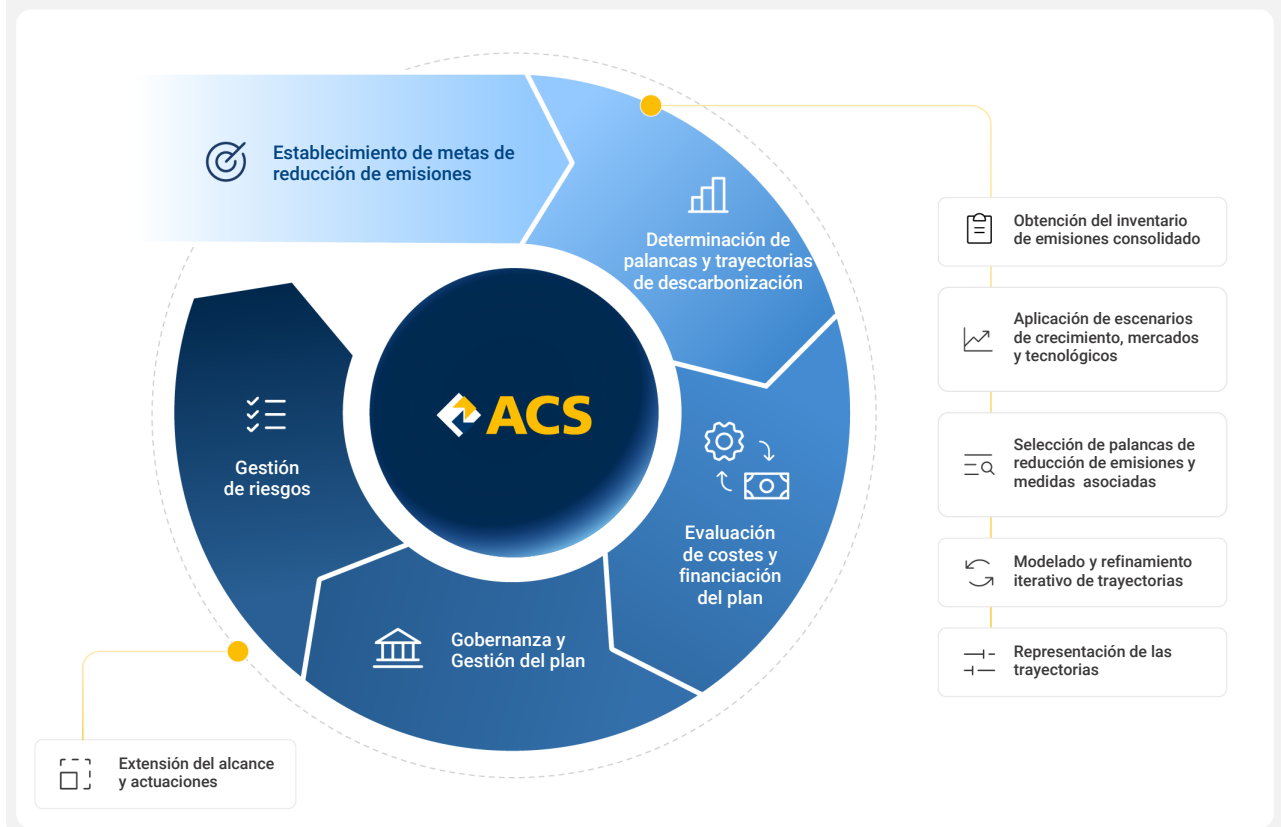 Establecimiento de metas de
reducción de emisiones
Determinación de
palancas y trayectorias
de descarbonización
Evaluación
de costes y
financiación
del plan
Gobernanza y
Gestión del plan
Gestión
de riesgos
ACS
Obtención del inventario
de emisiones consolidado
Aplicación de escenarios
de crecimiento, mercados
y tecnológicos
Selección de palancas de
reducción de emisiones y
medidas asociadas
Modelado y refinamiento
iterativo de trayectorias
Representación de las
trayectorias
Extensión del alcance
y actuaciones